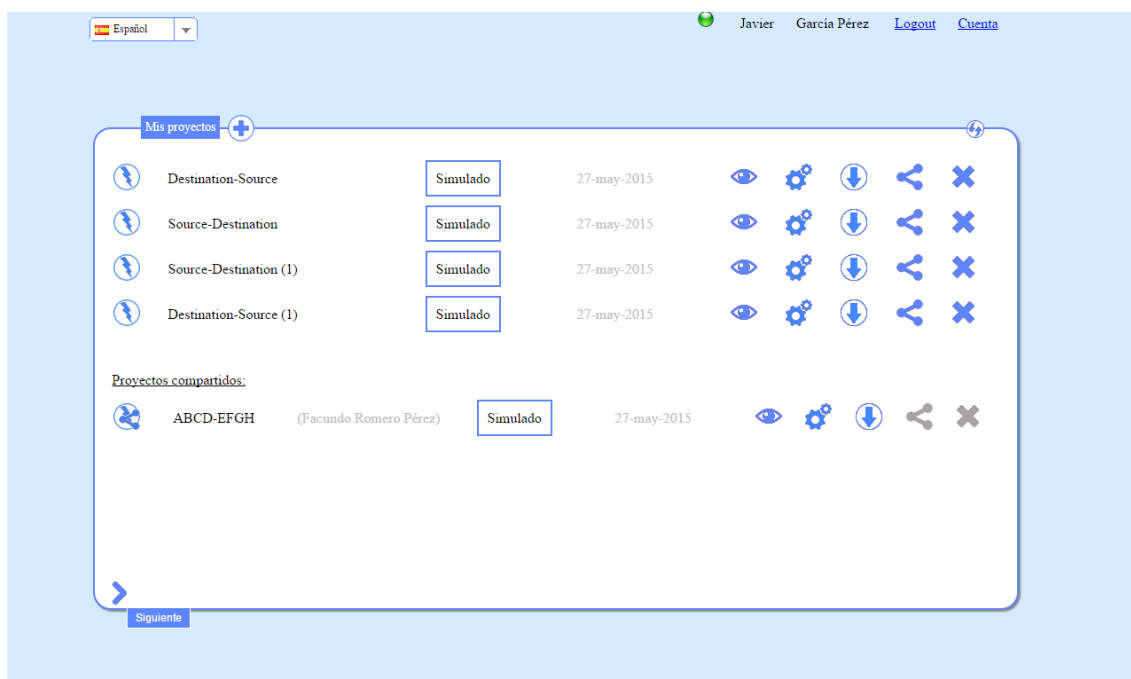 Español
Javier García Pérez Logout Cuenta
Mis proyectos
Destination-Source Simulado 27-may-2015
Source-Destination Simulado 27-may-2015
Source-Destination (1) Simulado 27-may-2015
Destination-Source (1) Simulado 27-may-2015
Proyectos compartidos:
ABCD-EFGH (Facundo Romero Pérez) Simulado 27-may-2015
Siguiente